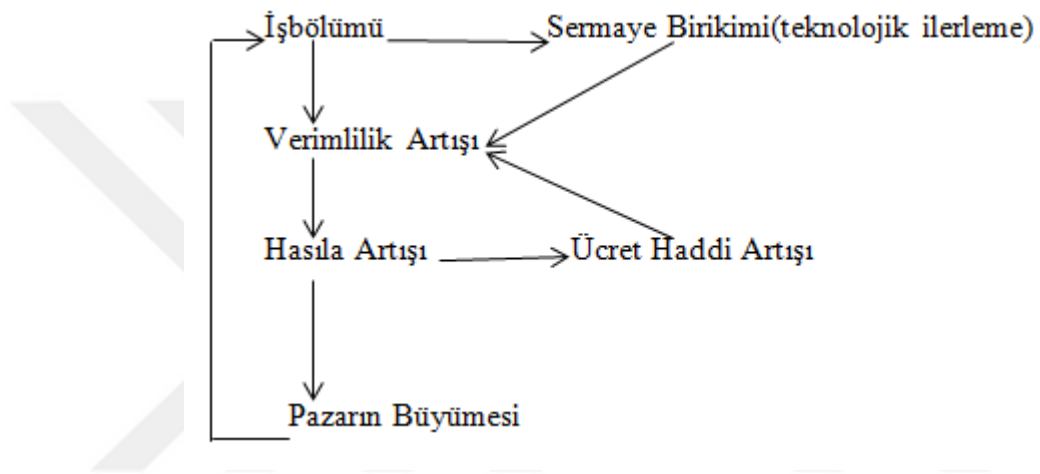 İşbölümü
Sermaye Birikimi(teknolojik ilerleme)
Verimlilik Artışı
Hasıla Artışı
Ücret Haddi Artışı
Pazarın Büyümesi